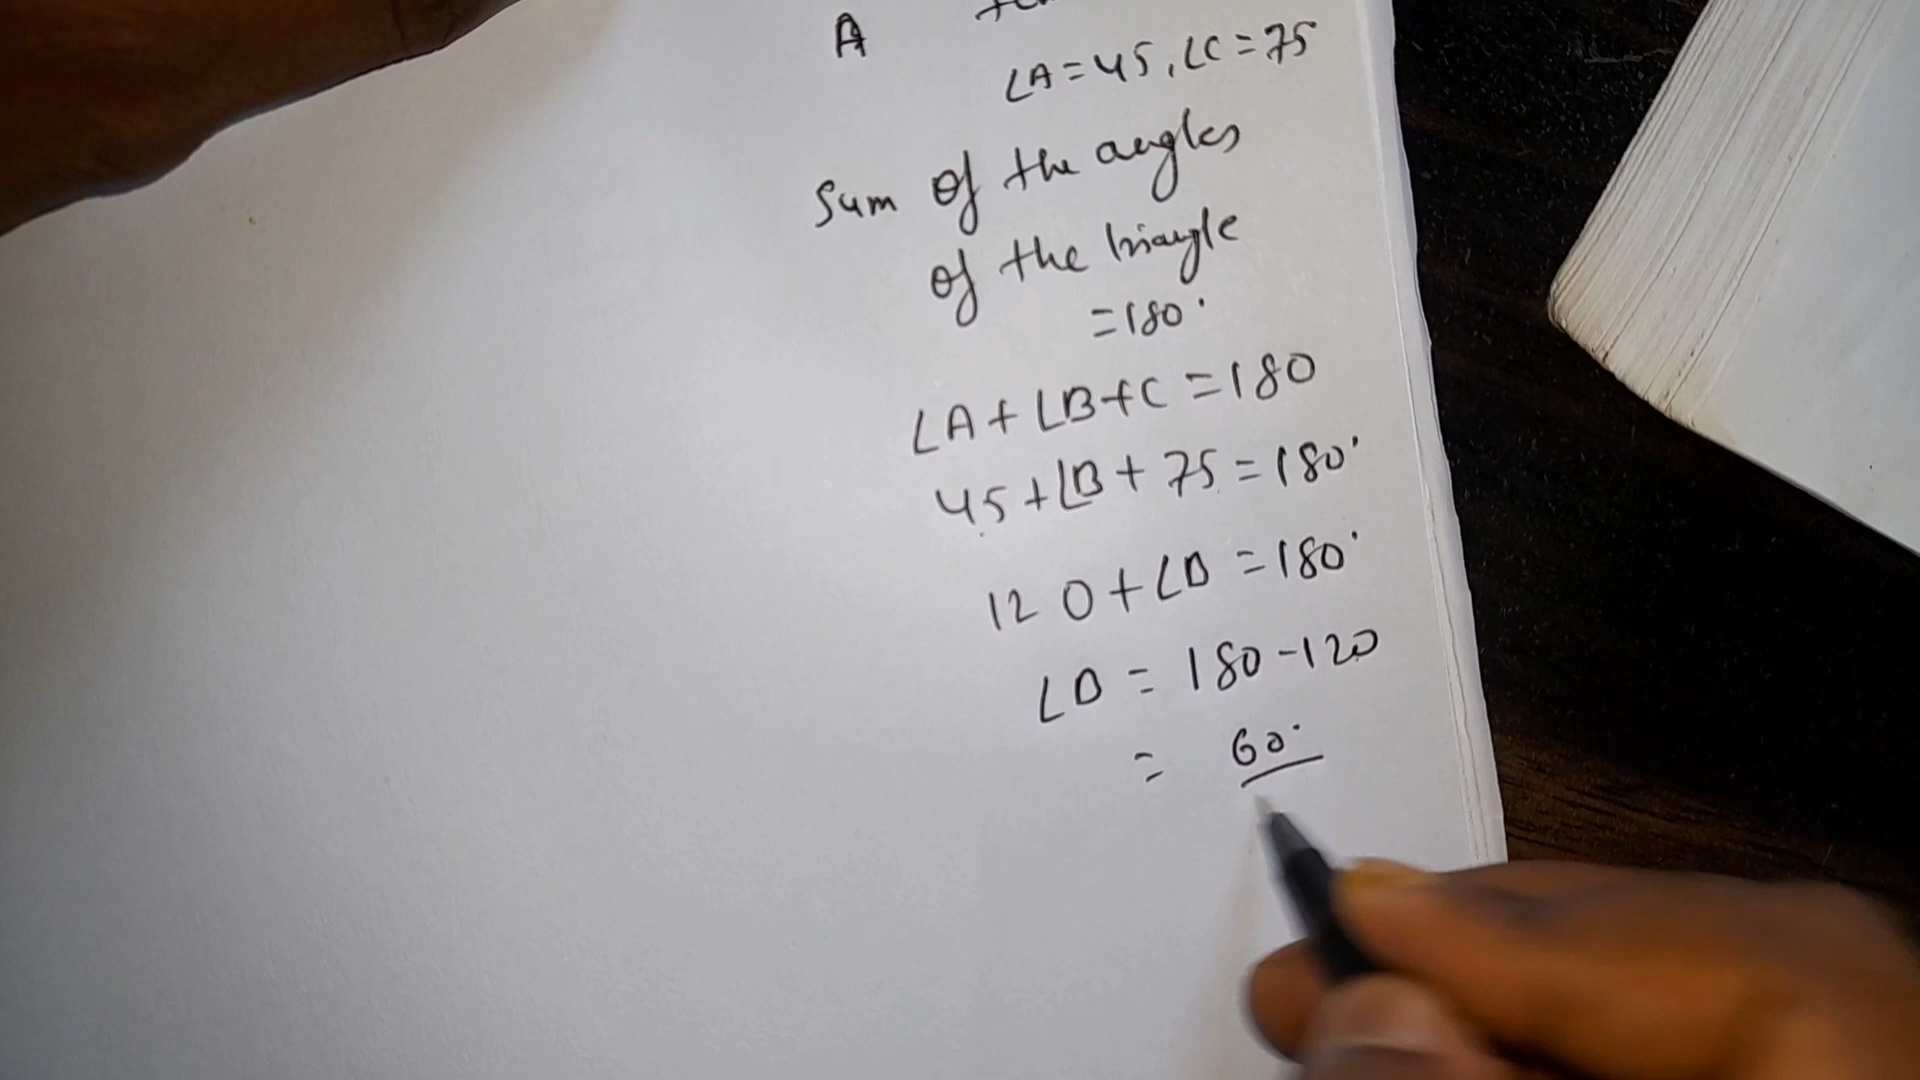 A
∠A=45, ∠C=75
Sum of the angles
of the triangle
=180°
∠A+∠B+C=180
45+∠B+75=180°
120+∠B=180°
∠B=180-120
= 60°